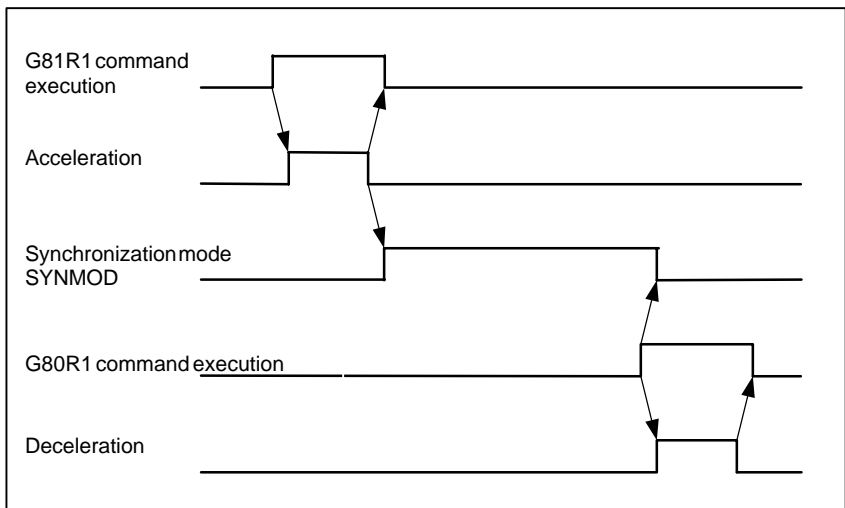 G81R1 command
execution
Acceleration
Synchronization mode
SYNMOD
G80R1 command execution
Deceleration